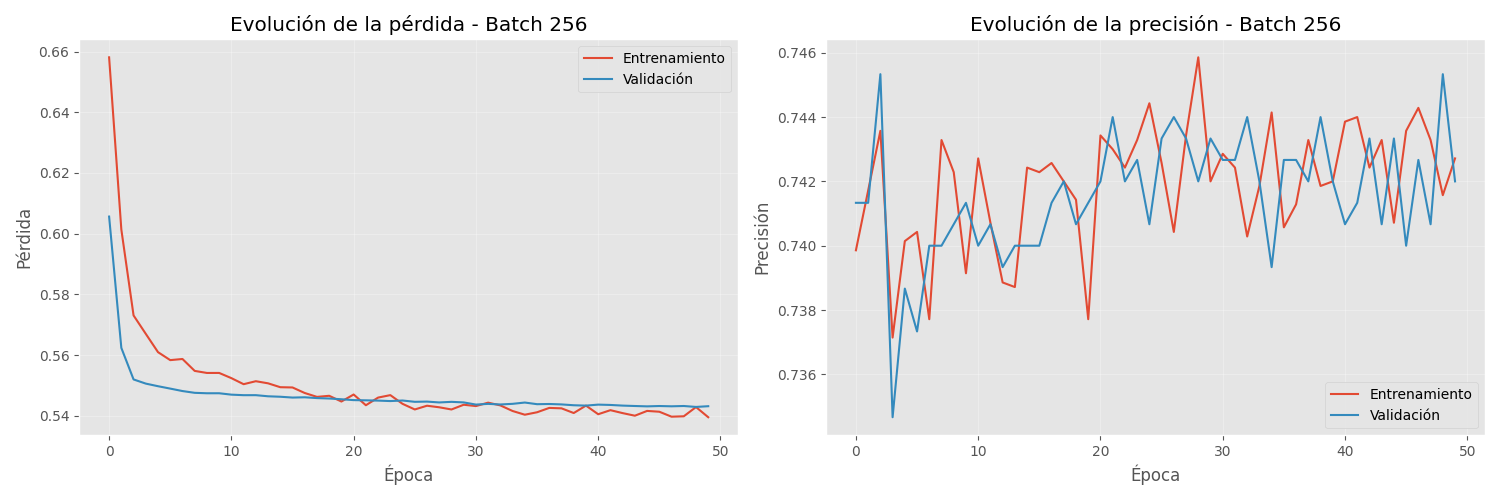 Evolución de la pérdida - Batch 256
0.66
0.64
0.62
0.60
0.58
0.56
0.54
Pérdida
0
10
20
30
40
50
Época
Entrenamiento
Validación
Evolución de la precisión - Batch 256
0.746
0.744
0.742
0.740
0.738
0.736
Precisión
0
10
20
30
40
50
Época
Entrenamiento
Validación